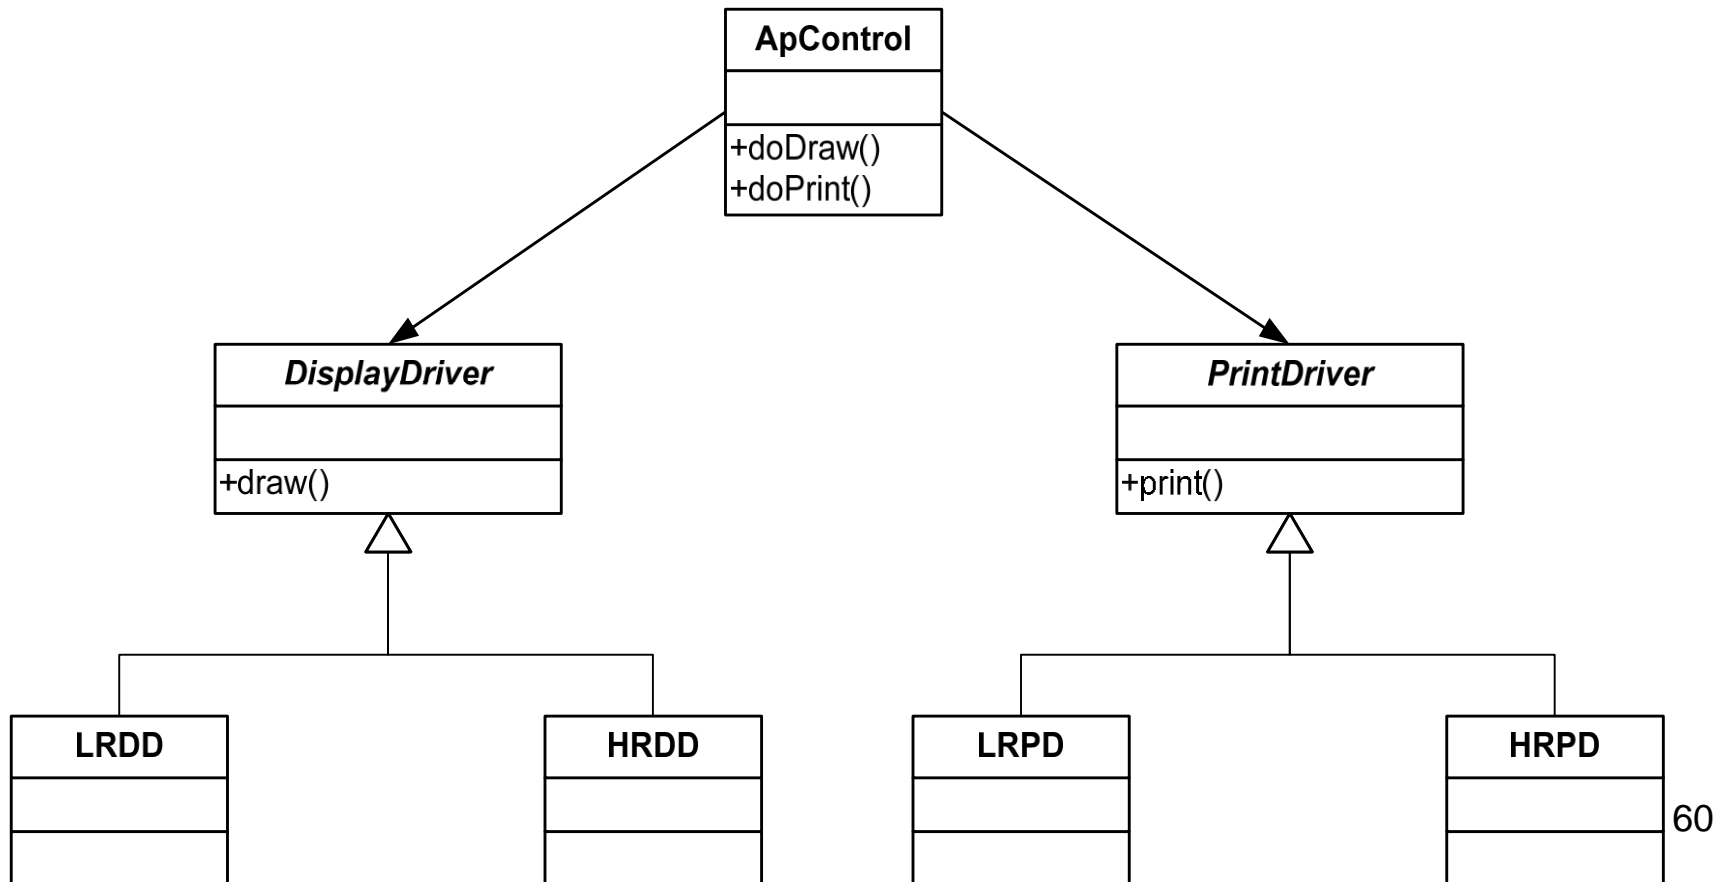 ApControl
+doDraw()
+doPrint()
DisplayDriver
+draw()
PrintDriver
+print()
LRDD
HRDD
LRPD
HRPD
60